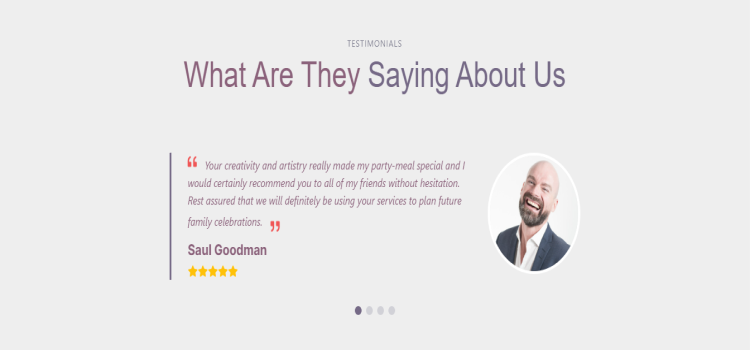 TESTIMONIALS
What Are They Saying About Us
“ Your creativity and artistry really made my party-meal special and I
would certainly recommend you to all of my friends without hesitation.
Rest assured that we will definitely be using your services to plan future
family celebrations. ”
Saul Goodman